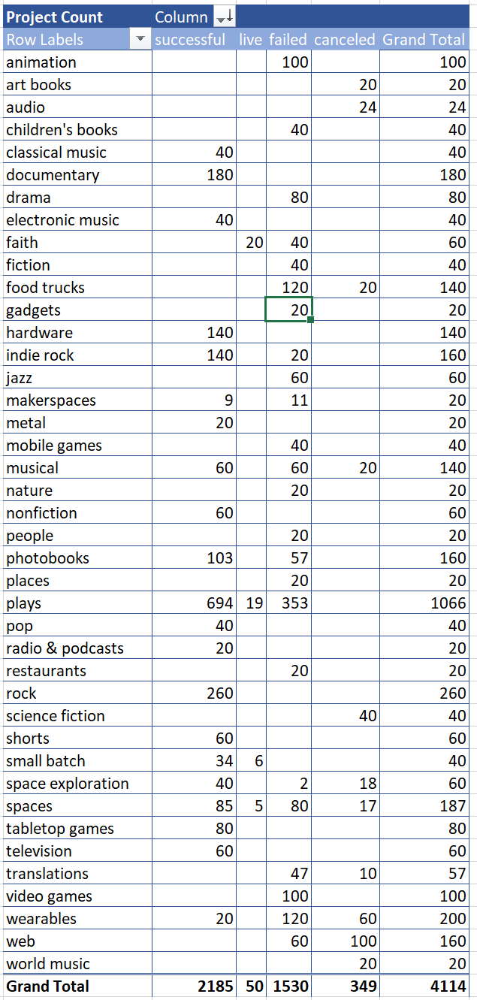 Project Count Column
Row Labels successful live failed canceled Grand Total
animation 100 100
art books 20 20
audio 24 24
children's books 40 40
classical music 40 40
documentary 180 180
drama 80 80
electronic music 40 40
faith 20 40 60
fiction 40 40
food trucks 120 20 140
gadgets 20 20
hardware 140 140
indie rock 140 20 160
jazz 60 60
makerspaces 9 11 20
metal 20 20
mobile games 40 40
musical 60 60 20 140
nature 20 20
nonfiction 60 60
people 20 20
photobooks 103 57 160
places 20 20
plays 694 19 353 1066
pop 40 40
radio & podcasts 20 20
restaurants 20 20
rock 260 260
science fiction 40 40
shorts 60 60
small batch 34 6 40
space exploration 40 2 18 60
spaces 85 5 80 17 187
tabletop games 80 80
television 60 60
translations 47 10 57
video games 100 100
wearables 20 120 60 200
web 60 100 160
world music 20 20
Grand Total 2185 50 1530 349 4114